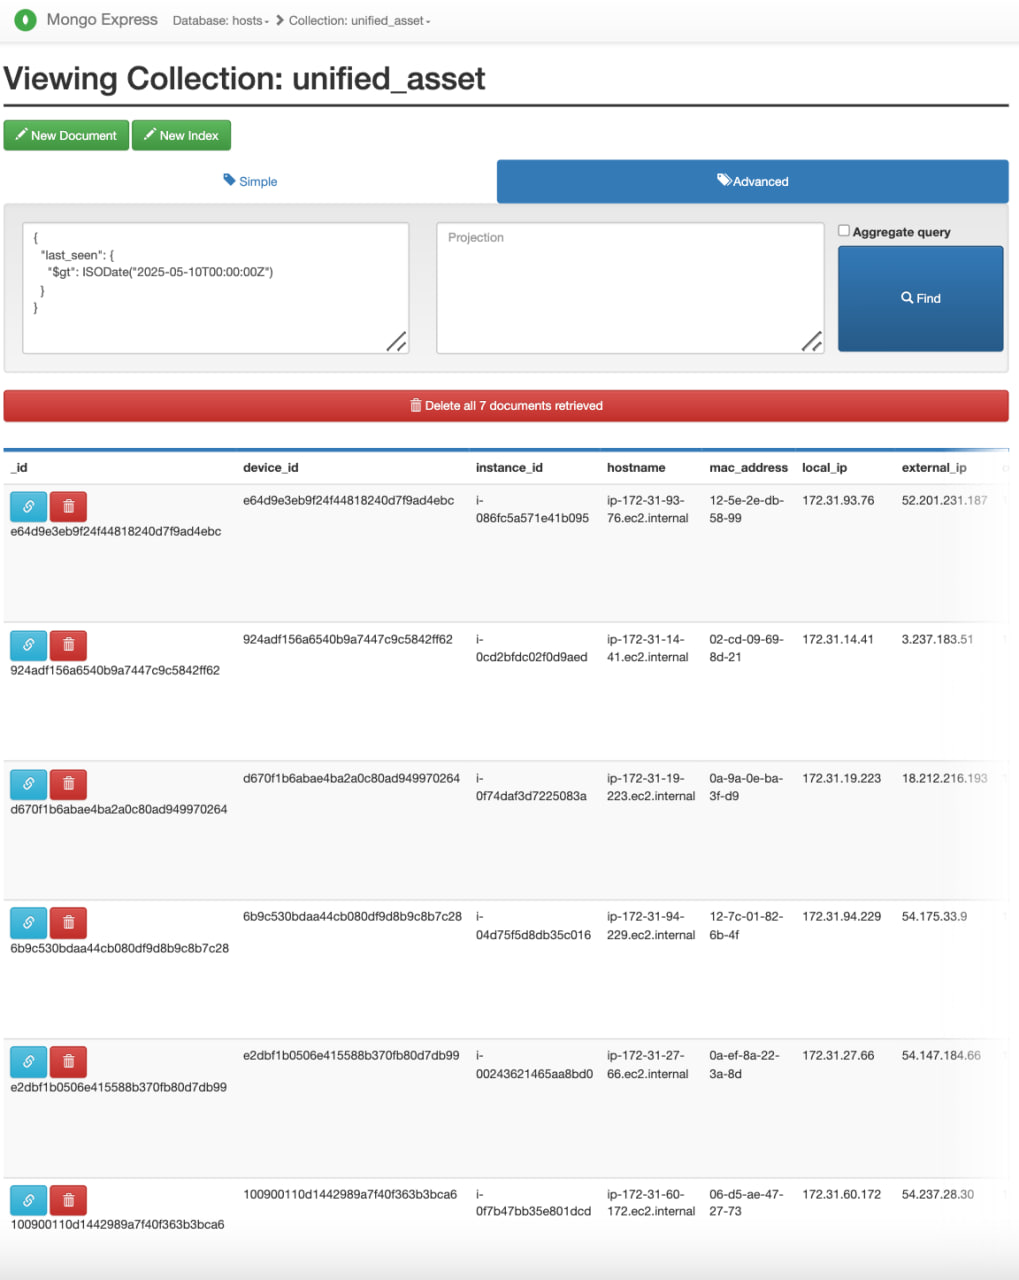 Mongo Express Database: hosts Collection: unified_asset
Viewing Collection: unified_asset
New Document New Index
Simple Advanced
{
"last_seen": {
"$gt": ISODate("2025-05-10T00:00:00Z")
}
}
Projection
Aggregate query
Find
Delete all 7 documents retrieved
_id device_id instance_id hostname mac_address local_ip external_ip
e64d9e3eb9f24f44818240d7f9ad4ebc i- ip-172-31-93- 12-5e-2e-db- 172.31.93.76 52.201.231.187
086fc5a571e41b095 76.ec2.internal 58-99
e64d9e3eb9f24f44818240d7f9ad4ebc
924adf156a6540b9a7447c9c5842ff62 i- ip-172-31-14- 02-cd-09-69- 172.31.14.41 3.237.183.51
0cd2bfdc02f0d9aed 41.ec2.internal 8d-21
924adf156a6540b9a7447c9c5842ff62
d670f1b6abae4ba2a0c80ad949970264 i- ip-172-31-19- 0a-9a-0e-ba- 172.31.19.223 18.212.216.193
0f74daf3d7225083a 223.ec2.internal 3f-d9
d670f1b6abae4ba2a0c80ad949970264
6b9c530bdaa44cb080df9d8b9c8b7c28 i- ip-172-31-94- 12-7c-01-82- 172.31.94.229 54.175.33.9
04d75f5d8db35c016 229.ec2.internal 6b-4f
6b9c530bdaa44cb080df9d8b9c8b7c28
e2dbf1b0506e415588b370fb80d7db99 i- ip-172-31-27- 0a-ef-8a-22- 172.31.27.66 54.147.184.66
00243621465aa8bd0 66.ec2.internal 3a-8d
e2dbf1b0506e415588b370fb80d7db99
100900110d1442989a7f40f363b3bca6 i- ip-172-31-60- 06-d5-ae-47- 172.31.60.172 54.237.28.30
0f7b47bb35e801dcd 172.ec2.internal 27-73
100900110d1442989a7f40f363b3bca6